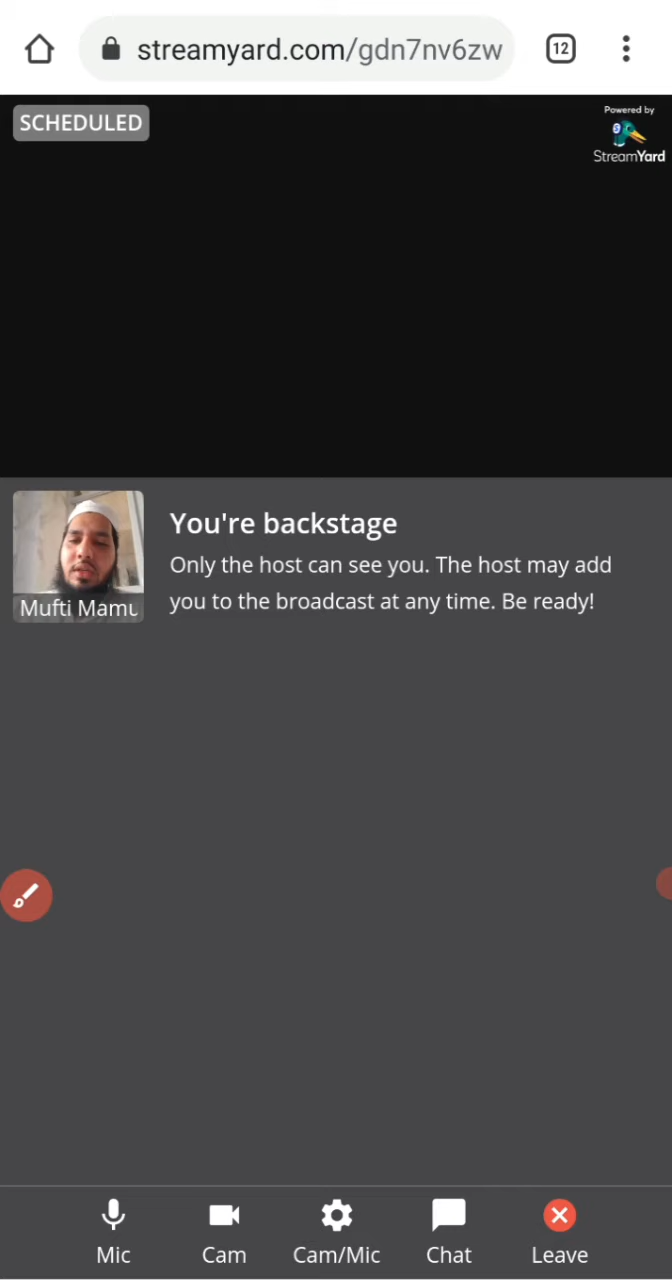 streamyard.com/gdn7nv6zw
12
SCHEDULED
Powered by
StreamYard
You're backstage
Only the host can see you. The host may add
you to the broadcast at any time. Be ready!
Mufti Mamu
Mic
Cam
Cam/Mic
Chat
Leave